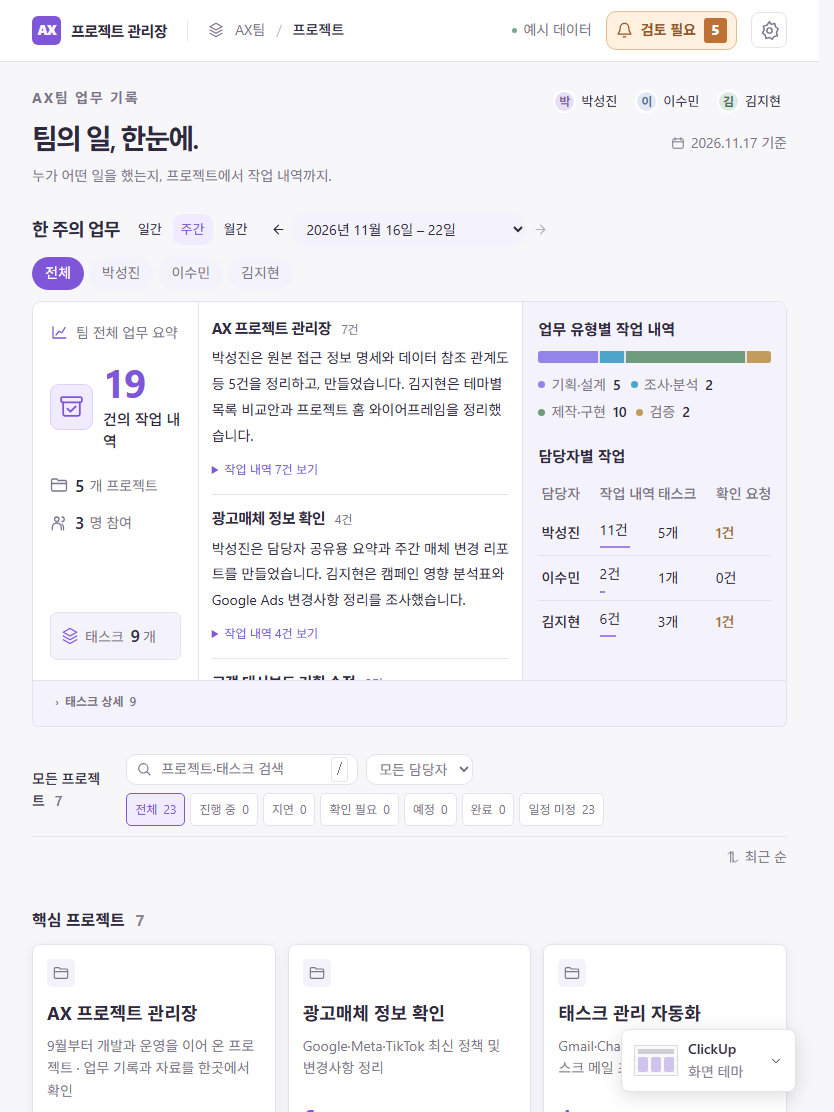 AX 프로젝트 관리장 AX팀 / 프로젝트 예시 데이터 검토 필요 5
AX팀 업무 기록
박 박성진 이 이수민 김 김지현
팀의 일, 한눈에.
2026.11.17 기준
누가 어떤 일을 했는지, 프로젝트에서 작업 내역까지.
한 주의 업무 일간 주간 월간 ← 2026년 11월 16일 – 22일 →
전체 박성진 이수민 김지현
팀 전체 업무 요약
19
건의 작업 내
역
5 개 프로젝트
3 명 참여
태스크 9 개
AX 프로젝트 관리장 7건
박성진은 원본 접근 정보 명세와 데이터 참조 관계도
등 5건을 정리하고, 만들었습니다. 김지현은 테마별
목록 비교안과 프로젝트 홈 와이어프레임을 정리했
습니다.
▶ 작업 내역 7건 보기
광고매체 정보 확인 4건
박성진은 담당자 공유용 요약과 주간 매체 변경 리포
트를 만들었습니다. 김지현은 캠페인 영향 분석표와
Google Ads 변경사항 정리를 조사했습니다.
▶ 작업 내역 4건 보기
업무 유형별 작업 내역
기획·설계 5 조사·분석 2
제작·구현 10 검증 2
담당자별 작업
담당자 작업 내역 태스크 확인 요청
박성진 11건 5개 1건
이수민 2건 1개 0건
김지현 6건 3개 1건
› 태스크 상세 9
모든 프로젝
트 7
프로젝트·태스크 검색 / 모든 담당자
전체 23 진행 중 0 지연 0 확인 필요 0 예정 0 완료 0 일정 미정 23
최근 순
핵심 프로젝트 7
AX 프로젝트 관리장
9월부터 개발과 운영을 이어 온 프로
젝트 · 업무 기록과 자료를 한곳에서
확인
광고매체 정보 확인
Google·Meta·TikTok 최신 정책 및
변경사항 정리
태스크 관리 자동화
Gmail·Cha
스크 메일
ClickUp
화면 테마